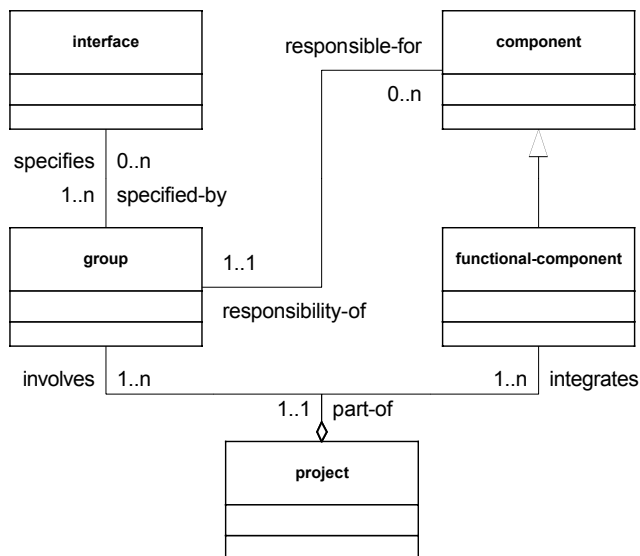 interface
responsible-for
component
0..n
specifies 0..n
1..n specified-by
group
1..1
functional-component
responsibility-of
involves 1..n
1..n integrates
1..1 part-of
project